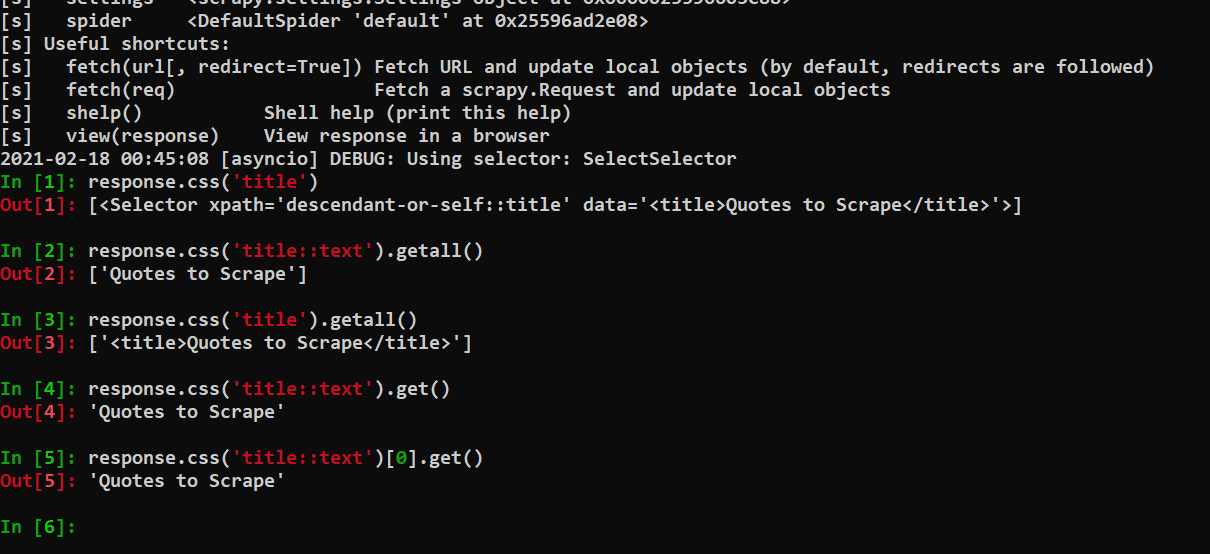 [s] settings <scrapy.settings.Settings object at
[s] spider <DefaultSpider 'default' at 0x25596ad2e08>
[s] Useful shortcuts:
[s] fetch(url[, redirect=True]) Fetch URL and update local objects (by default, redirects are followed)
[s] fetch(req) Fetch a scrapy.Request and update local objects
[s] shelp() Shell help (print this help)
[s] view(response) View response in a browser
2021-02-18 00:45:08 [asyncio] DEBUG: Using selector: SelectSelector
In [1]: response.css('title')
Out[1]: [<Selector xpath='descendant-or-self::title' data='<title>Quotes to Scrape</title>'>]
In [2]: response.css('title::text').getall()
Out[2]: ['Quotes to Scrape']
In [3]: response.css('title').getall()
Out[3]: ['<title>Quotes to Scrape</title>']
In [4]: response.css('title::text').get()
Out[4]: 'Quotes to Scrape'
In [5]: response.css('title::text')[0].get()
Out[5]: 'Quotes to Scrape'
In [6]: